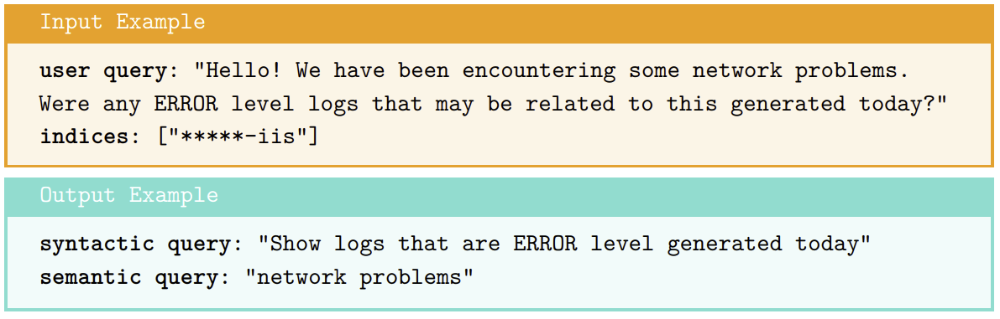 Input Example
user query: "Hello! We have been encountering some network problems.
Were any ERROR level logs that may be related to this generated today?"
indices: ["*****-iis"]
Output Example
syntactic query: "Show logs that are ERROR level generated today"
semantic query: "network problems"